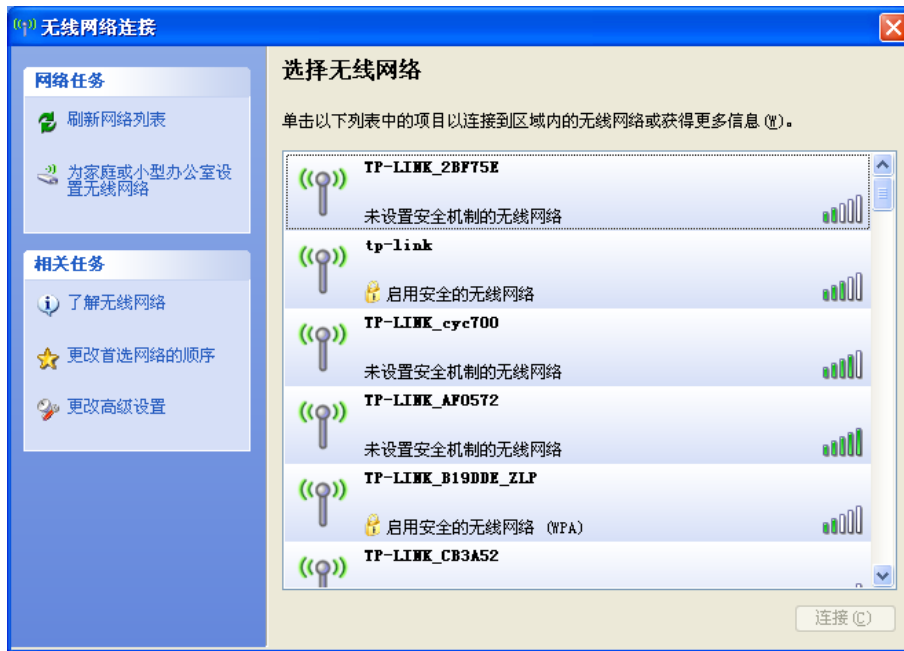 无线网络连接
网络任务
刷新网络列表
为家庭或小型办公室设
置无线网络
相关任务
了解无线网络
更改首选网络的顺序
更改高级设置
选择无线网络
单击以下列表中的项目以连接到区域内的无线网络或获得更多信息(W)。
TP-LINK_2BF75E
未设置安全机制的无线网络
tp-link
启用安全的无线网络
TP-LINK_cyc700
未设置安全机制的无线网络
TP-LINK_AF0572
未设置安全机制的无线网络
TP-LINK_B19DDE_ZLP
启用安全的无线网络 (WPA)
TP-LINK_CB3A52
连接(C)